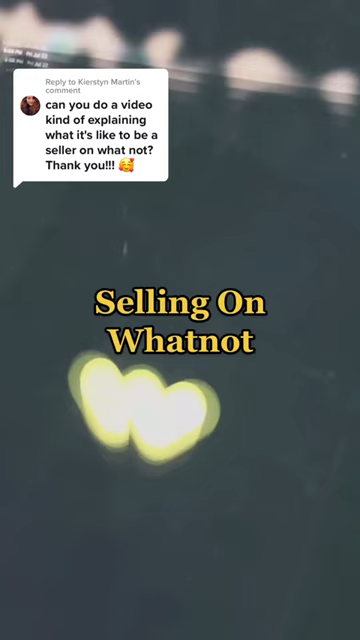 Reply to Kierstyn Martin's
comment
can you do a video
kind of explaining
what it's like to be a
seller on what not?
Thank you!!! 🥰
Selling On
Whatnot